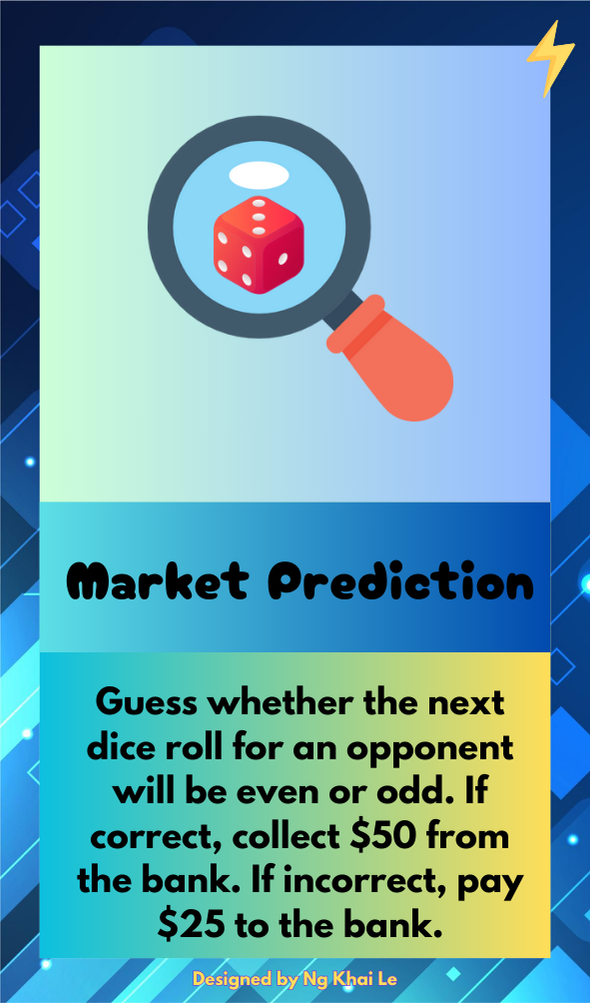 Market Prediction
Guess whether the next
dice roll for an opponent
will be even or odd. If
correct, collect $50 from
the bank. If incorrect, pay
$25 to the bank.
Designed by Ng Khai Le